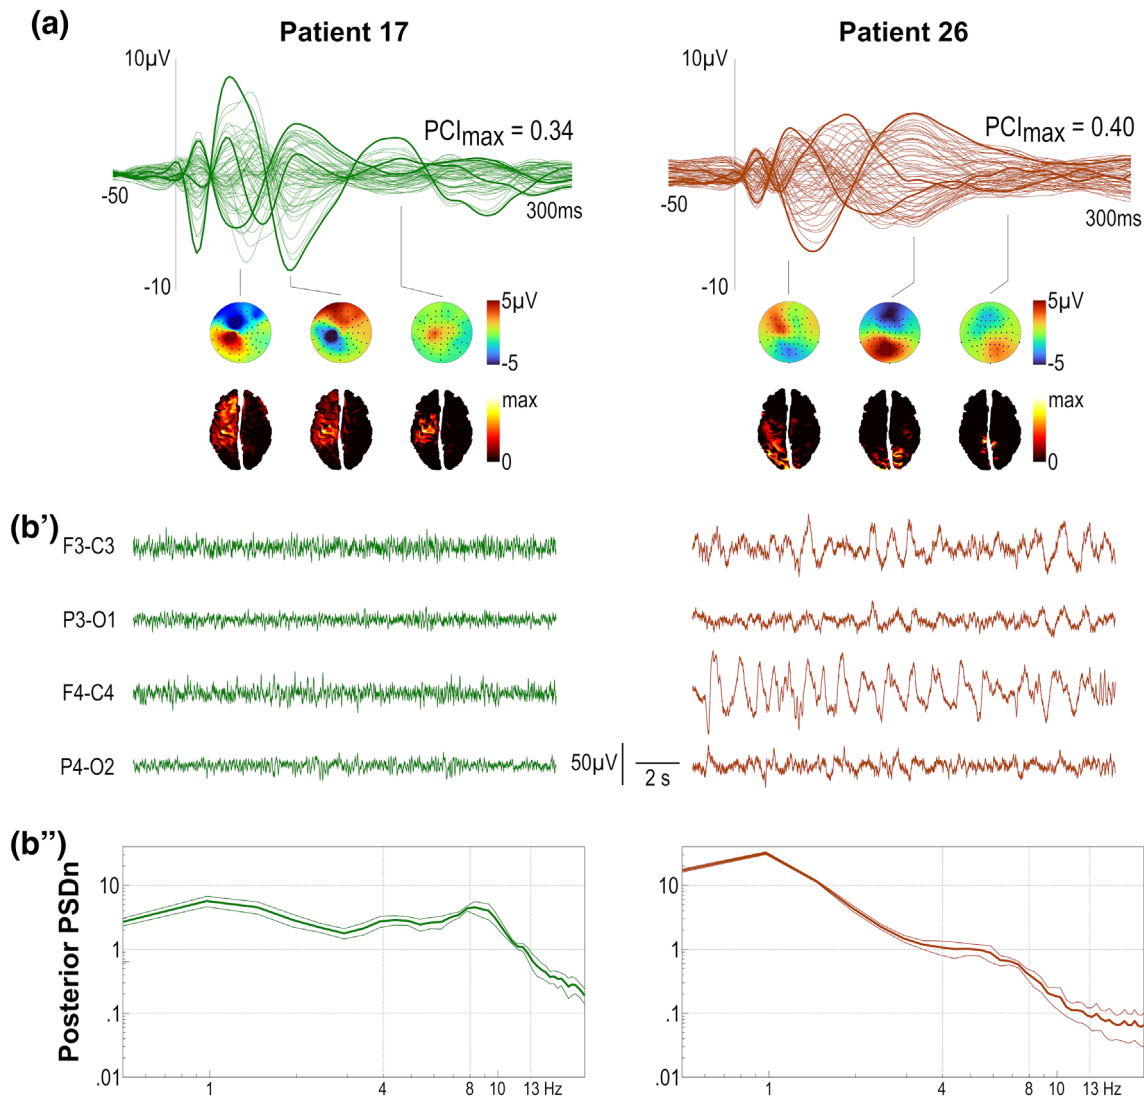 (a)
Patient 17
Patient 26
10µV
PCImax = 0.34
-50
300ms
-10
5µV
-5
max
0
10µV
PCImax = 0.40
-50
300ms
-10
5µV
-5
max
0
(b’)
F3-C3
P3-O1
F4-C4
P4-O2
50µV
2 s
(b”)
Posterior PSDn
10
1
.1
.01
1 4 8 10 13 Hz
10
1
.1
.01
1 4 8 10 13 Hz